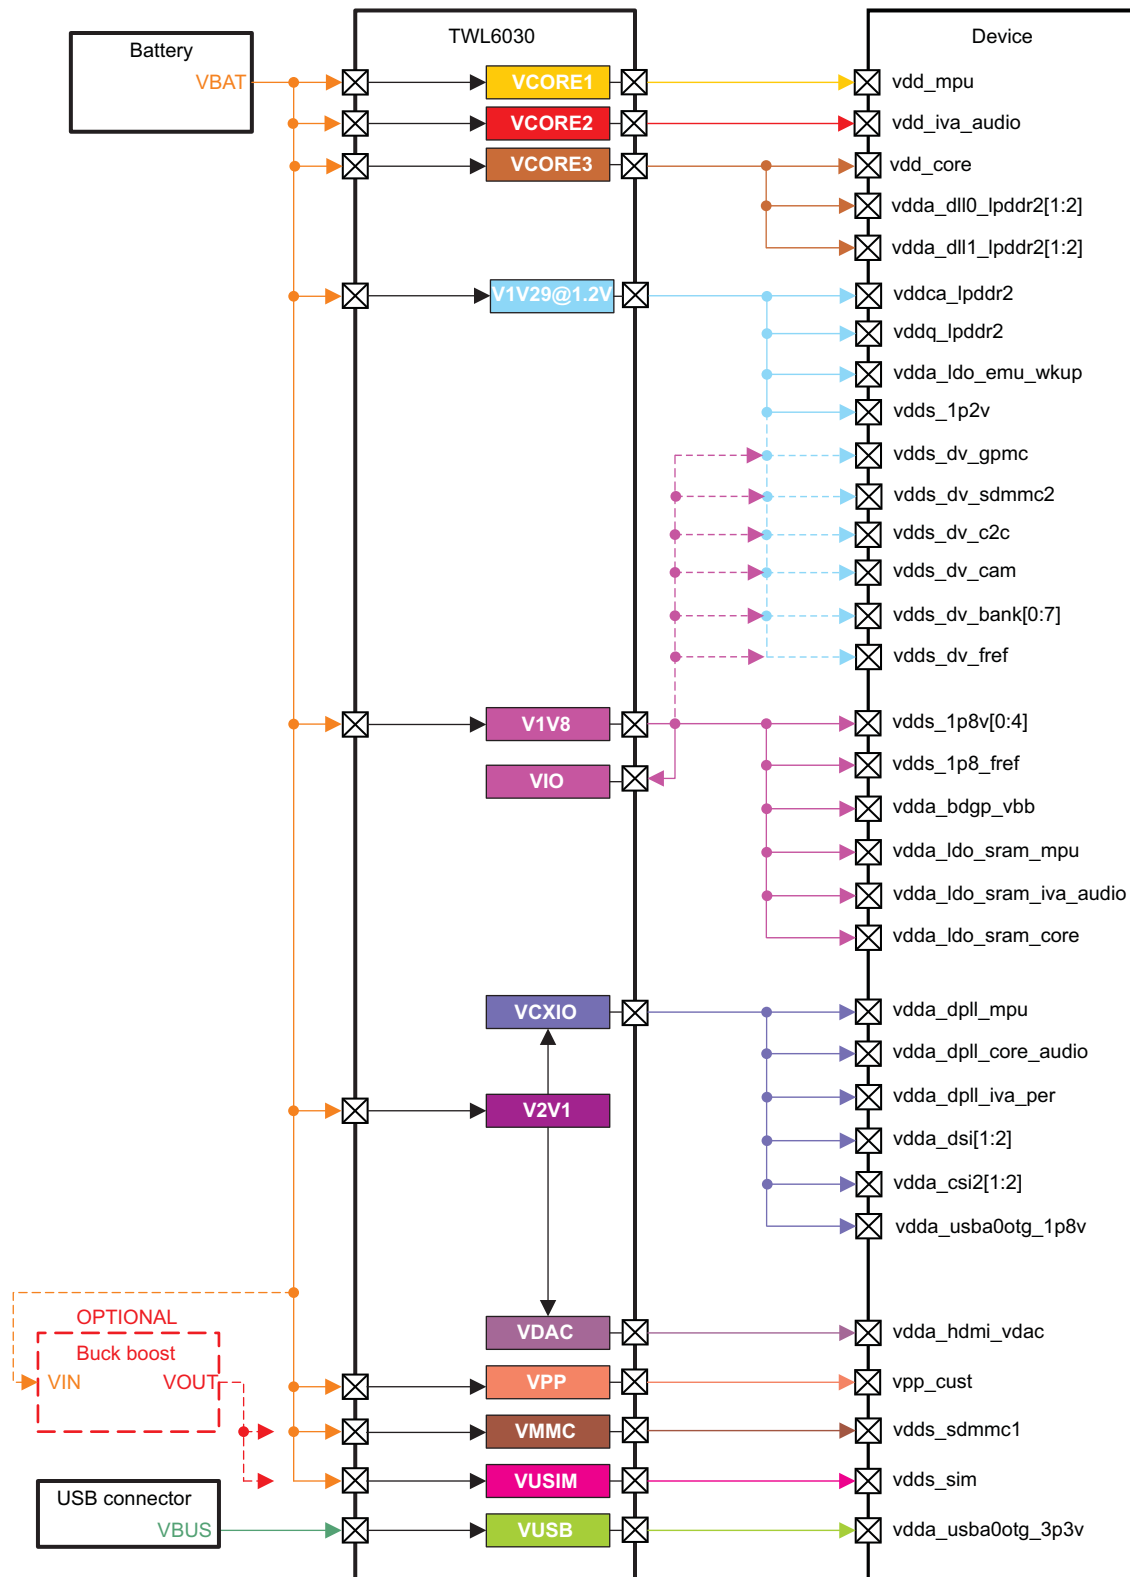 TWL6030
Device
Battery
VBAT
VCORE1
vdd_mpu
VCORE2
vdd_iva_audio
VCORE3
vdd_core
vdda_dll0_lpddr2[1:2]
vdda_dll1_lpddr2[1:2]
V1V29@1.2V
vddca_lpddr2
vddq_lpddr2
vdda_ldo_emu_wkup
vdds_1p2v
vdds_dv_gpmc
vdds_dv_sdmmc2
vdds_dv_c2c
vdds_dv_cam
vdds_dv_bank[0:7]
vdds_dv_fref
V1V8
vdds_1p8v[0:4]
VIO
vdds_1p8_fref
vdda_bdgp_vbb
vdda_ldo_sram_mpu
vdda_ldo_sram_iva_audio
vdda_ldo_sram_core
VCXIO
vdda_dpll_mpu
vdda_dpll_core_audio
V2V1
vdda_dpll_iva_per
vdda_dsi[1:2]
vdda_csi2[1:2]
vdda_usba0otg_1p8v
OPTIONAL
VDAC
vdda_hdmi_vdac
Buck boost
VIN
VOUT
VPP
vpp_cust
VMMC
vdds_sdmmc1
VUSIM
vdds_sim
USB connector
VBUS
VUSB
vdda_usba0otg_3p3v